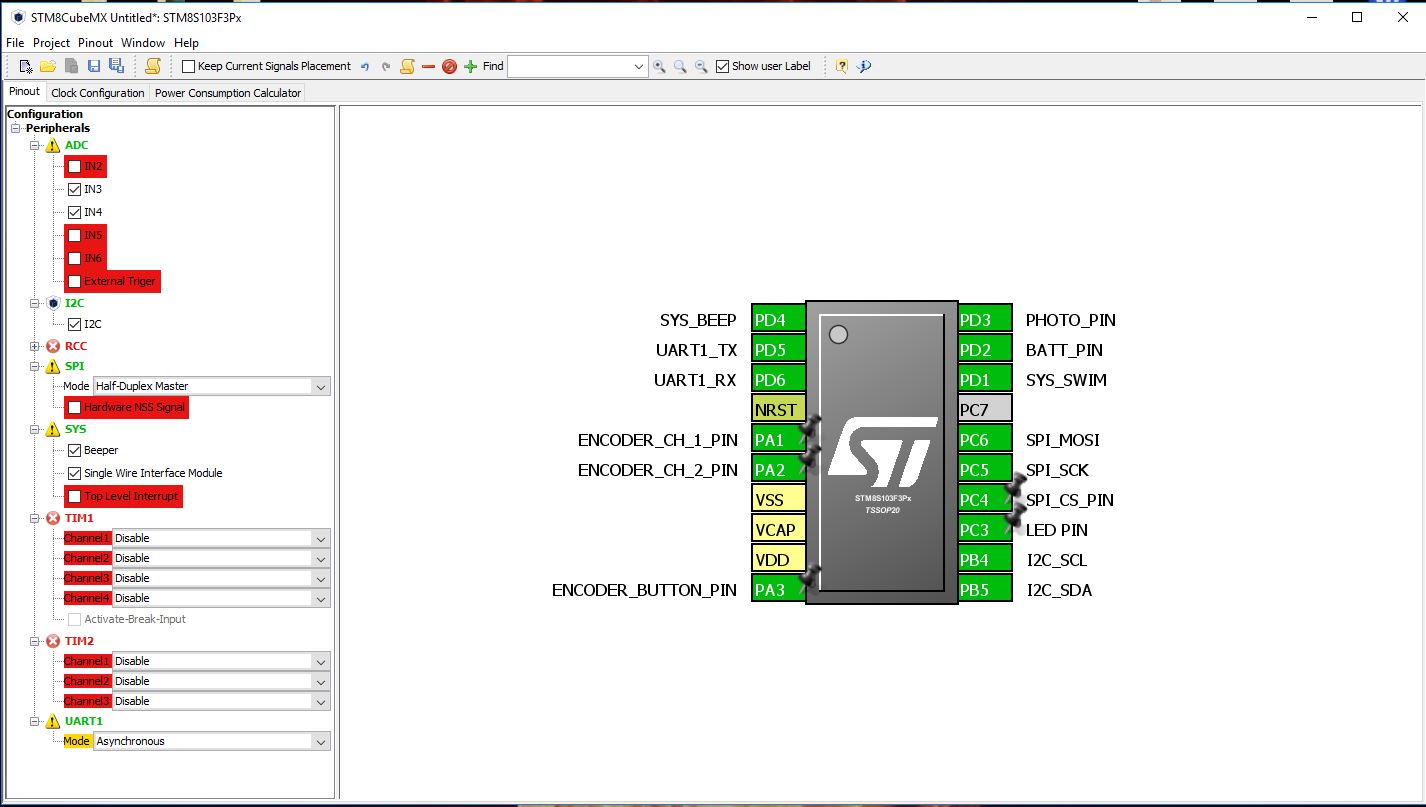 STM8CubeMX Untitled*: STM8S103F3Px
File Project Pinout Window Help
Keep Current Signals Placement Find Show user Label
Pinout Clock Configuration Power Consumption Calculator
Configuration
Peripherals
ADC
IN2
IN3
IN4
IN5
IN6
External Triger
I2C
I2C
RCC
SPI
Mode Half-Duplex Master
Hardware NSS Signal
SYS
Beeper
Single Wire Interface Module
Top Level Interrupt
TIM1
Channel1 Disable
Channel2 Disable
Channel3 Disable
Channel4 Disable
Activate-Break-Input
TIM2
Channel1 Disable
Channel2 Disable
Channel3 Disable
UART1
Mode Asynchronous
SYS_BEEP PD4 PD3 PHOTO_PIN
UART1_TX PD5 PD2 BATT_PIN
UART1_RX PD6 PD1 SYS_SWIM
NRST PC7
ENCODER_CH_1_PIN PA1 PC6 SPI_MOSI
ENCODER_CH_2_PIN PA2 PC5 SPI_SCK
VSS PC4 SPI_CS_PIN
VCAP PC3 LED PIN
VDD PB4 I2C_SCL
ENCODER_BUTTON_PIN PA3 PB5 I2C_SDA
ST
STM8S103F3Px
TSSOP20